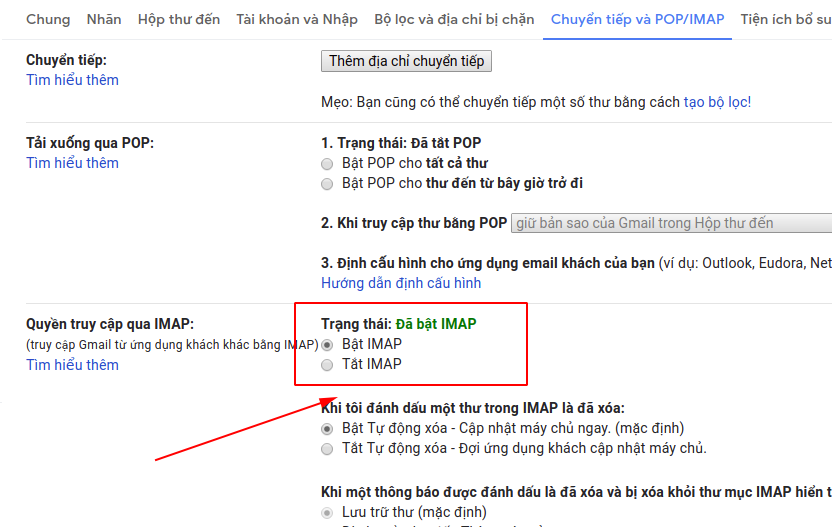 Chung Nhãn Hộp thư đến Tài khoản và Nhập Bộ lọc và địa chỉ bị chặn Chuyển tiếp và POP/IMAP Tiện ích bổ su
Chuyển tiếp:
Tìm hiểu thêm
Thêm địa chỉ chuyển tiếp
Mẹo: Bạn cũng có thể chuyển tiếp một số thư bằng cách tạo bộ lọc!
Tải xuống qua POP:
Tìm hiểu thêm
1. Trạng thái: Đã tắt POP
Bật POP cho tất cả thư
Bật POP cho thư đến từ bây giờ trở đi
2. Khi truy cập thư bằng POP giữ bản sao của Gmail trong Hộp thư đến
3. Định cấu hình cho ứng dụng email khách của bạn (ví dụ: Outlook, Eudora, Net
Hướng dẫn định cấu hình
Quyền truy cập qua IMAP:
(truy cập Gmail từ ứng dụng khách khác bằng IMAP)
Tìm hiểu thêm
Trạng thái: Đã bật IMAP
Bật IMAP
Tắt IMAP
Khi tôi đánh dấu một thư trong IMAP là đã xóa:
Bật Tự động xóa - Cập nhật máy chủ ngay. (mặc định)
Tắt Tự động xóa - Đợi ứng dụng khách cập nhật máy chủ.
Khi một thông báo được đánh dấu là đã xóa và bị xóa khỏi thư mục IMAP hiển t
Lưu trữ thư (mặc định)